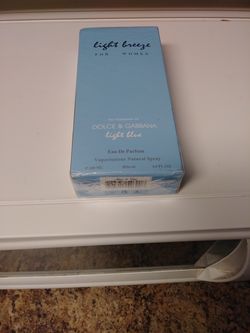 light breeze
FOR WOMEN
DOLCE & GABBANA
light blue
Eau De Parfum
Vaporisateur Natural Spray